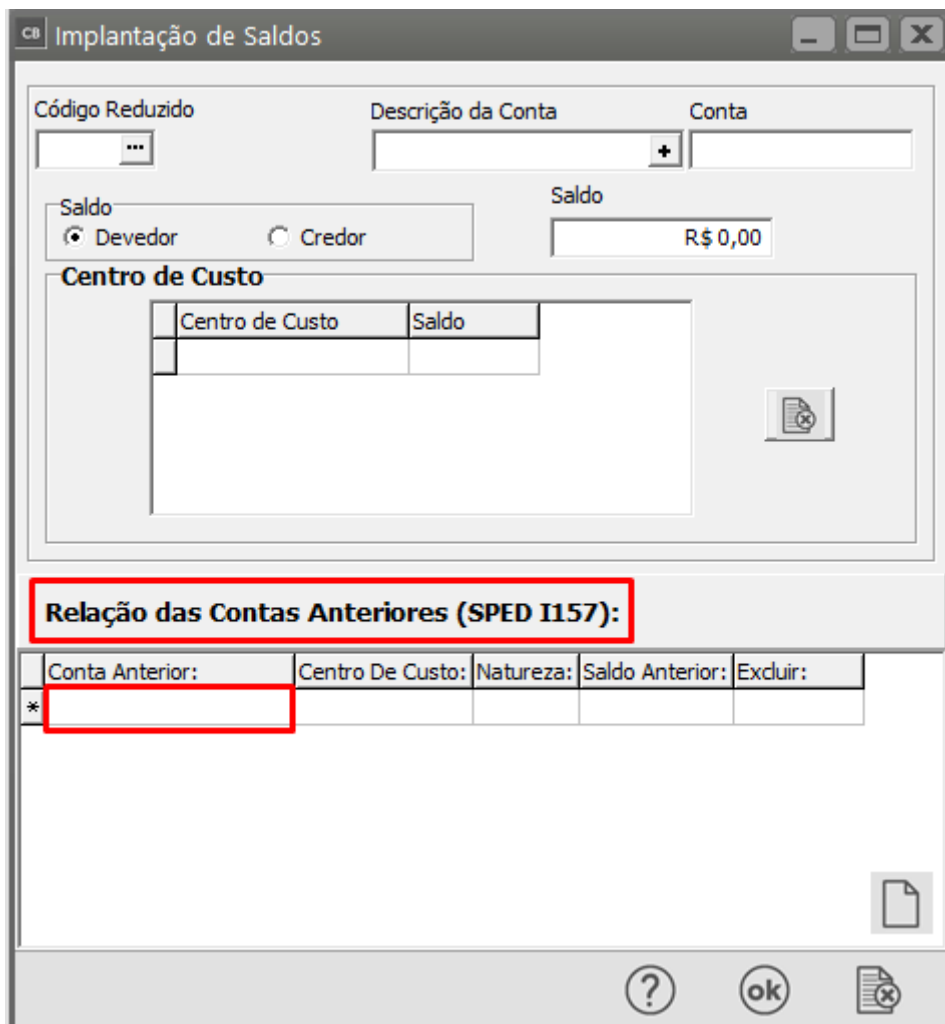 CB Implantação de Saldos
Código Reduzido Descrição da Conta Conta
... +
Saldo Saldo
Devedor Credor R$ 0,00
Centro de Custo
Centro de Custo Saldo
Relação das Contas Anteriores (SPED I157):
Conta Anterior: Centro De Custo: Natureza: Saldo Anterior: Excluir:
*
? ok